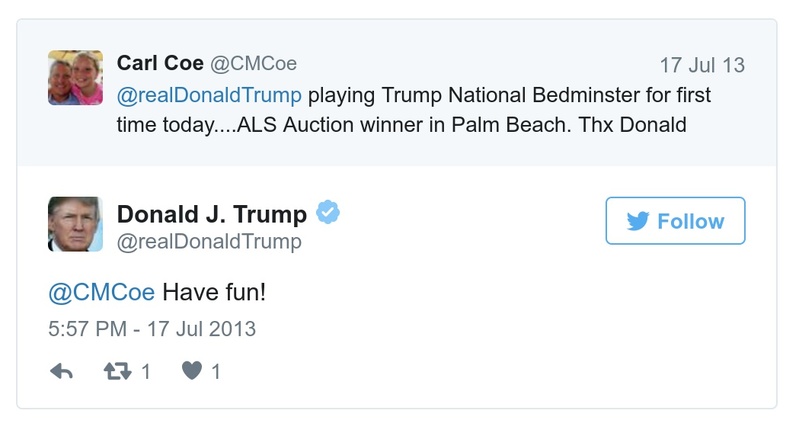 Carl Coe @CMCoe 17 Jul 13
@realDonaldTrump playing Trump National Bedminster for first
time today....ALS Auction winner in Palm Beach. Thx Donald
Donald J. Trump
@realDonaldTrump
Follow
@CMCoe Have fun!
5:57 PM - 17 Jul 2013
1 1